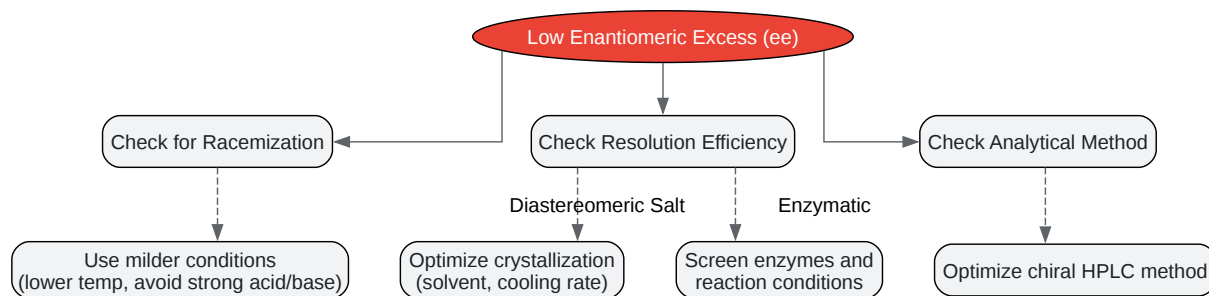 Low Enantiomeric Excess (ee)
Check for Racemization
Check Resolution Efficiency
Check Analytical Method
Diastereomeric Salt
Enzymatic
Use milder conditions
(lower temp, avoid strong acid/base)
Optimize crystallization
(solvent, cooling rate)
Screen enzymes and
reaction conditions
Optimize chiral HPLC method